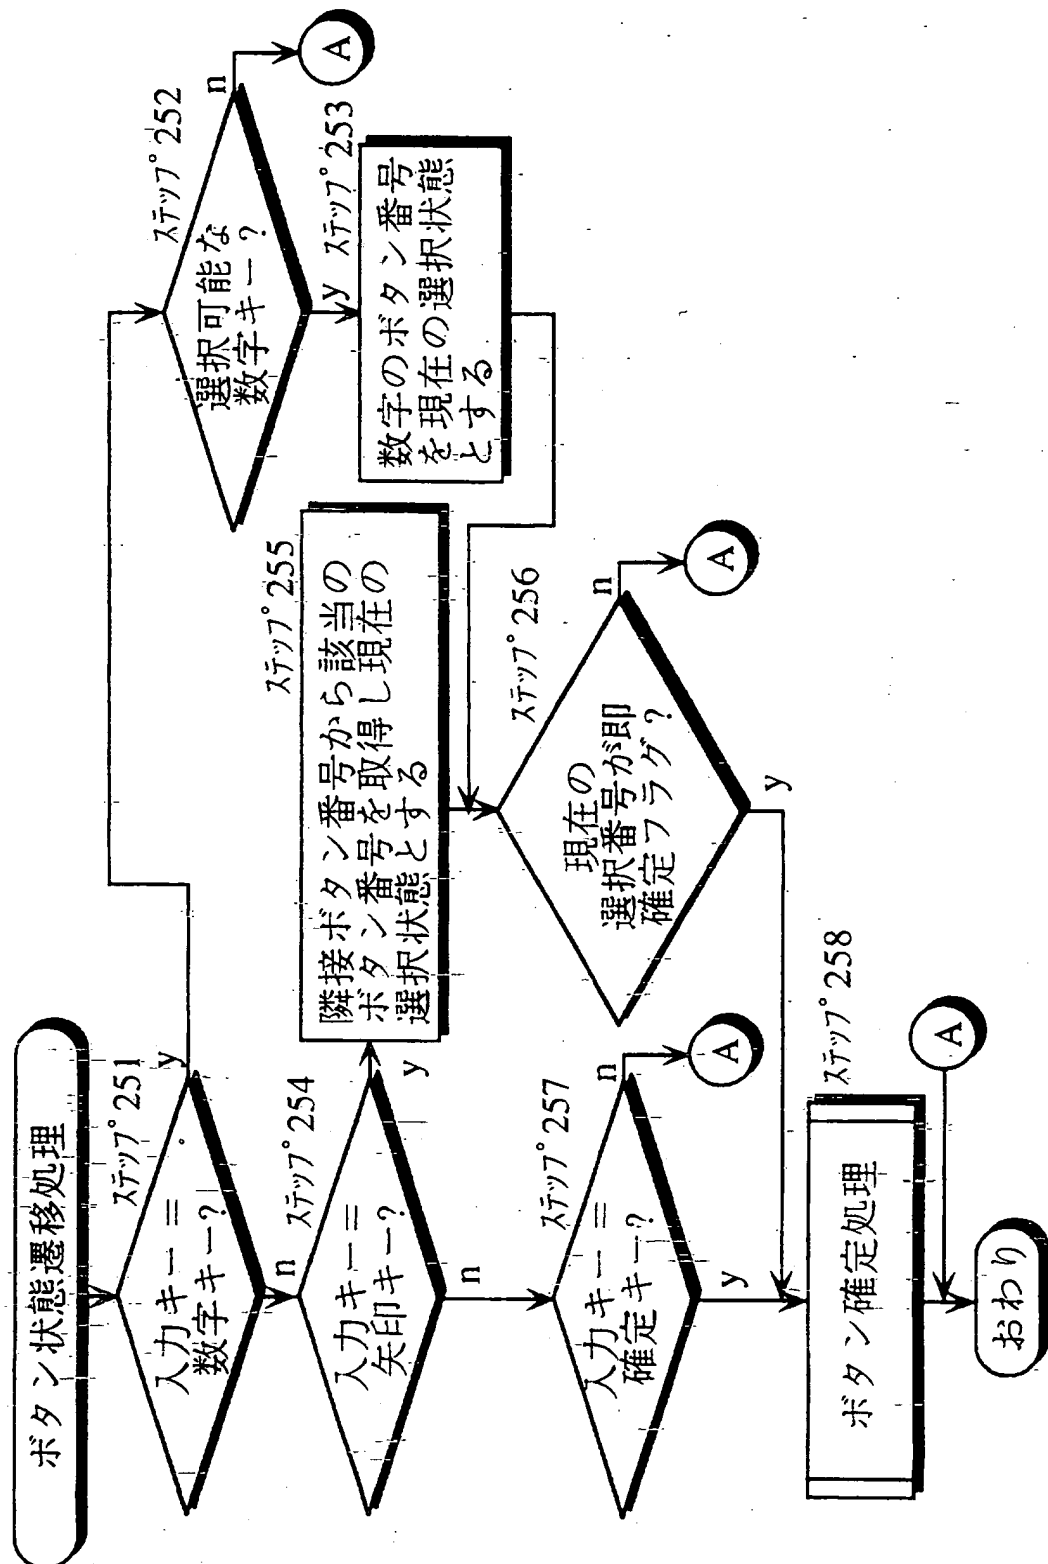 ボタン状態遷移処理
ステップ251
入力キー＝
数字キー？
y
n
ステップ252
選択可能な
数字キー？
n
A
y
ステップ253
数字のボタン番号
を現在の選択状態
とする
ステップ254
入力キー＝
矢印キー？
y
n
ステップ255
隣接ボタン番号から該当の
ボタン番号を取得し現在の
選択状態とする
ステップ256
現在の
選択番号が即
確定フラグ？
n
A
y
ステップ257
入力キー＝
確定キー？
n
A
y
ステップ258
ボタン確定処理
A
おわり